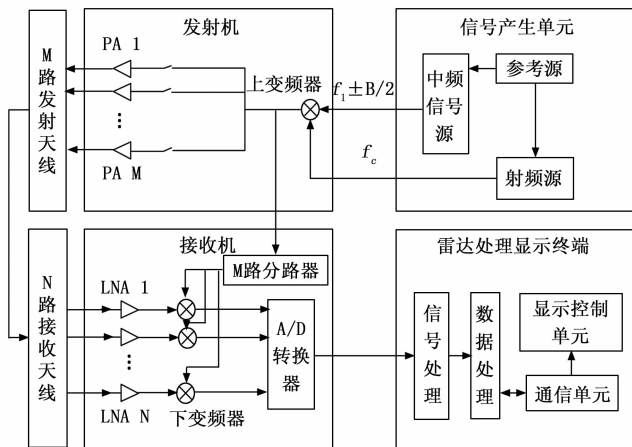 M路发射天线
发射机
PA 1
PA M
上变频器
f₁±B/2
f_c
信号产生单元
中频信号源
参考源
射频源
N路接收天线
接收机
M路分路器
LNA 1
LNA N
下变频器
A/D
转换器
雷达处理显示终端
信号处理
数据处理
显示控制
单元
通信单元